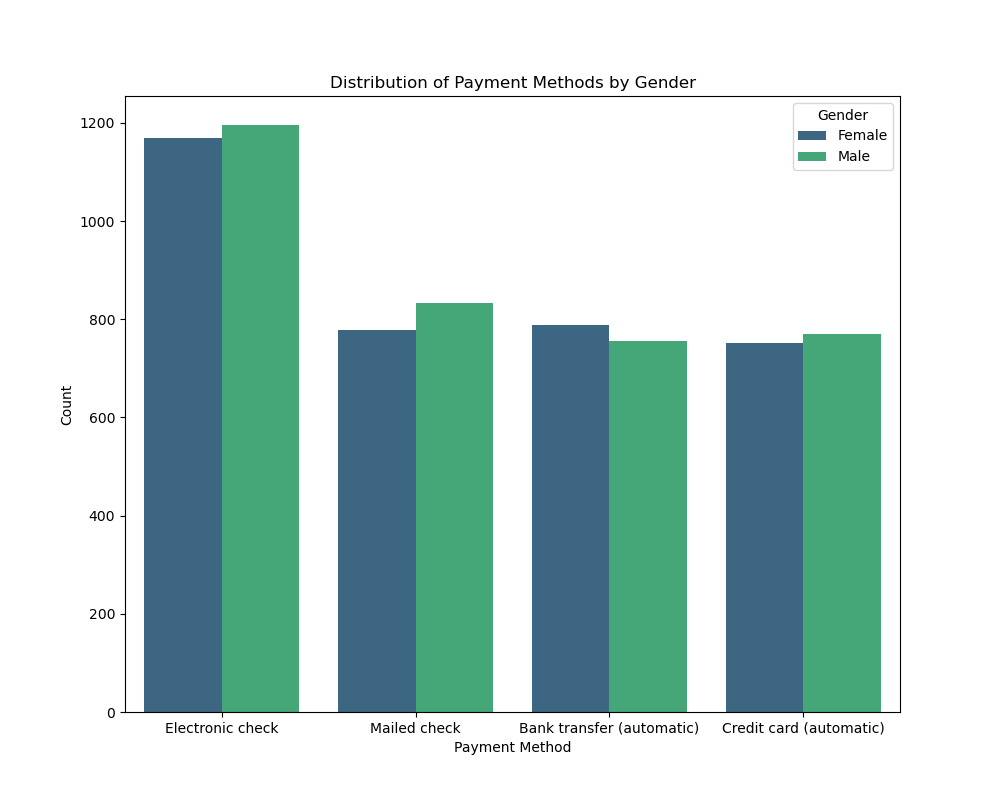 Distribution of Payment Methods by Gender
Gender
Female
Male
1200
1000
800
600
400
200
0
Count
Electronic check
Mailed check
Bank transfer (automatic)
Credit card (automatic)
Payment Method